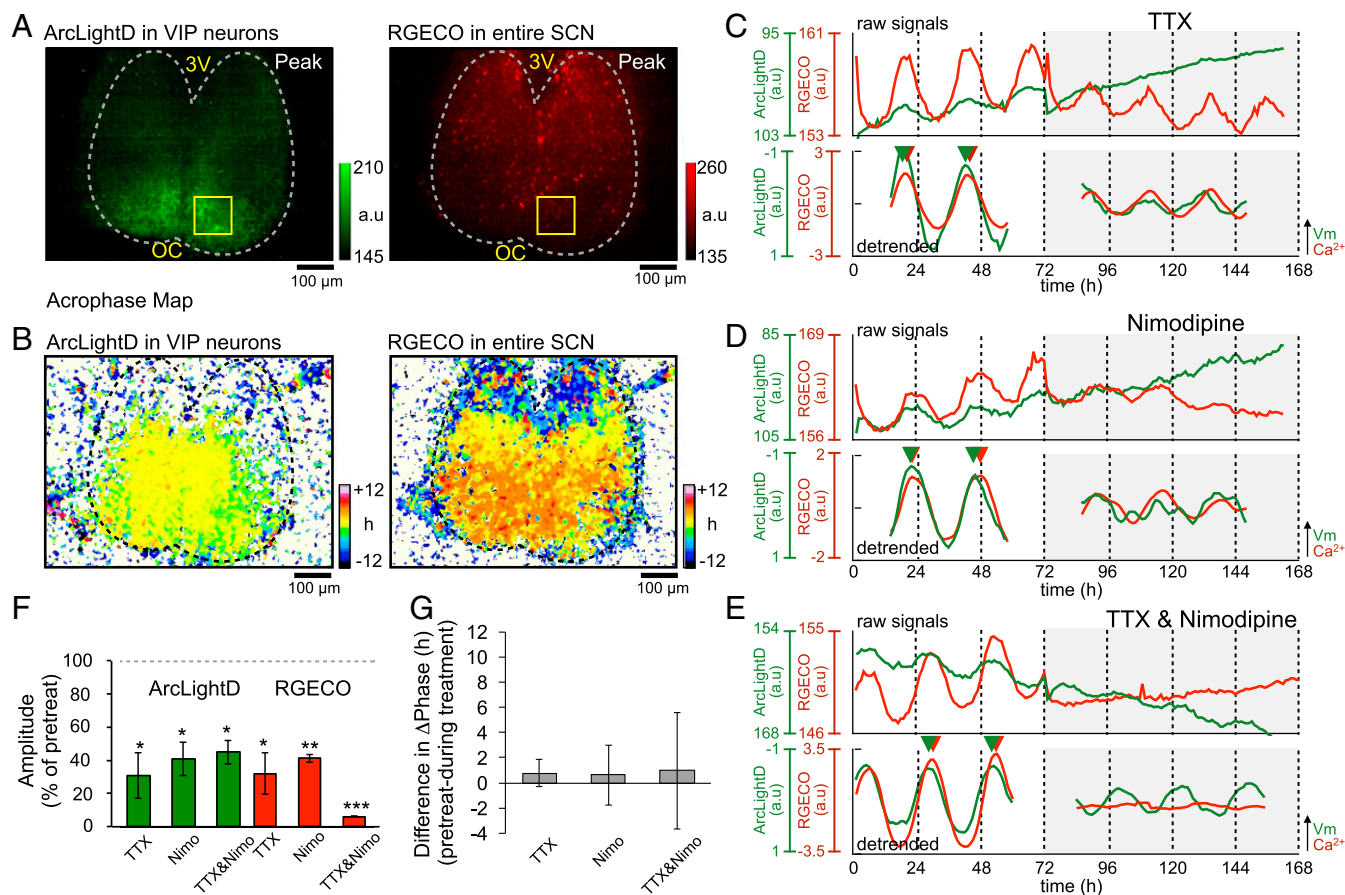 A
ArcLightD in VIP neurons
RGECO in entire SCN
3V
Peak
3V
Peak
OC
OC
210
a.u
145
260
a.u
135
100 µm
100 µm
Acrophase Map
B
ArcLightD in VIP neurons
RGECO in entire SCN
+12
h
-12
+12
h
-12
100 µm
100 µm
C
raw signals
TTX
ArcLightD (a.u)
95
103
RGECO (a.u)
161
153
ArcLightD (a.u)
-1
1
RGECO (a.u)
3
-3
detrended
Vm
Ca2+
0 24 48 72 96 120 144 168
time (h)
D
raw signals
Nimodipine
ArcLightD (a.u)
85
105
RGECO (a.u)
169
156
ArcLightD (a.u)
-1
1
RGECO (a.u)
2
-2
detrended
Vm
Ca2+
0 24 48 72 96 120 144 168
time (h)
E
raw signals
TTX & Nimodipine
ArcLightD (a.u)
154
168
RGECO (a.u)
155
146
ArcLightD (a.u)
-1
1
RGECO (a.u)
3.5
-3.5
detrended
Vm
Ca2+
0 24 48 72 96 120 144 168
time (h)
F
Amplitude
(% of pretreat)
100
80
60
40
20
0
ArcLightD
RGECO
* * * * ** ***
TTX Nimo TTX&Nimo TTX Nimo TTX&Nimo
G
Difference in ΔPhase (h)
(pretreat-during treatment)
12
10
8
6
4
2
0
-2
-4
TTX Nimo TTX&Nimo